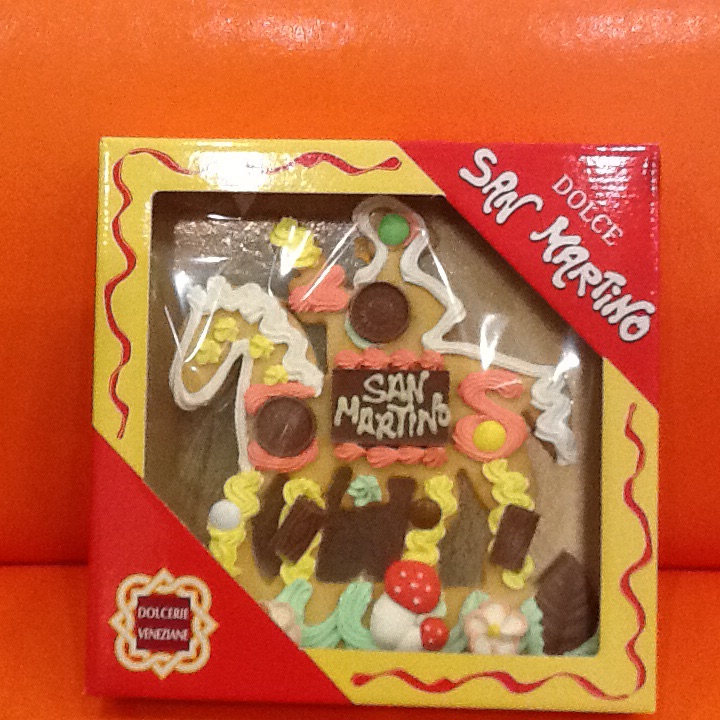 DOLCE
SAN MARTINO
SAN
MARTINO
DOLCERIE
VENEZIANE